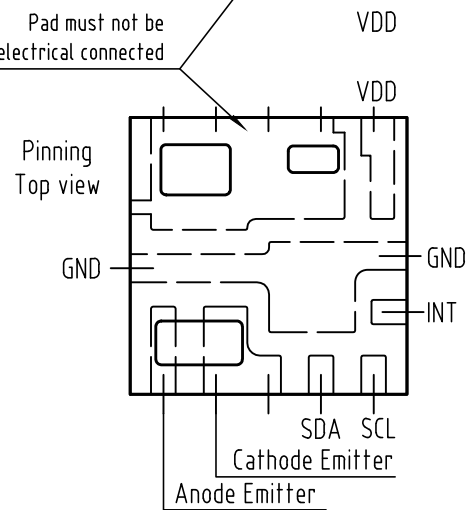 Pad must not be
electrical connected
VDD
VDD
Pinning
Top view
GND
GND
INT
SDA SCL
Cathode Emitter
Anode Emitter